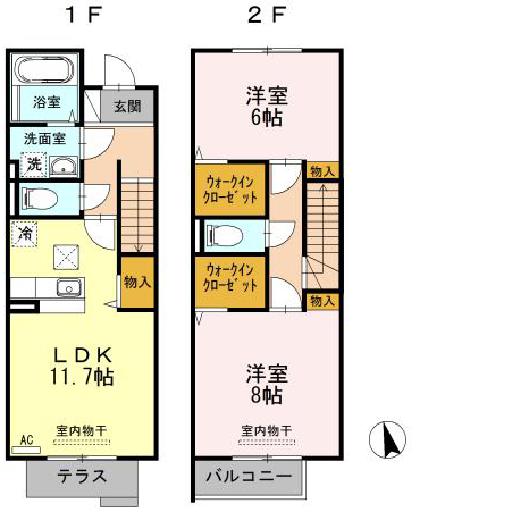 １Ｆ
浴室
玄関
洗面室
洗
冷
物入
ＬＤＫ
11.7帖
室内物干
AC
テラス
２Ｆ
洋室
6帖
物入
ウォークイン
クローゼット
ウォークイン
クローゼット
物入
洋室
8帖
室内物干
バルコニー